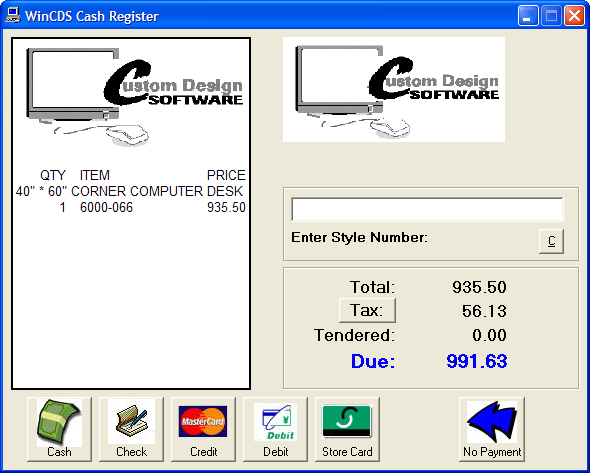 WinCDS Cash Register
Custom Design
SOFTWARE
Custom Design
SOFTWARE
QTY ITEM PRICE
40" * 60" CORNER COMPUTER DESK
1 6000-066 935.50
Enter Style Number:
C
Total: 935.50
Tax: 56.13
Tendered: 0.00
Due: 991.63
MasterCard
Debit
Cash
Check
Credit
Debit
Store Card
No Payment